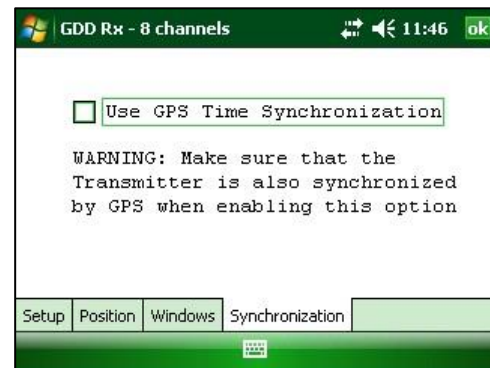 GDD Rx - 8 channels 11:46 ok
Use GPS Time Synchronization
WARNING: Make sure that the
Transmitter is also synchronized
by GPS when enabling this option
Setup Position Windows Synchronization